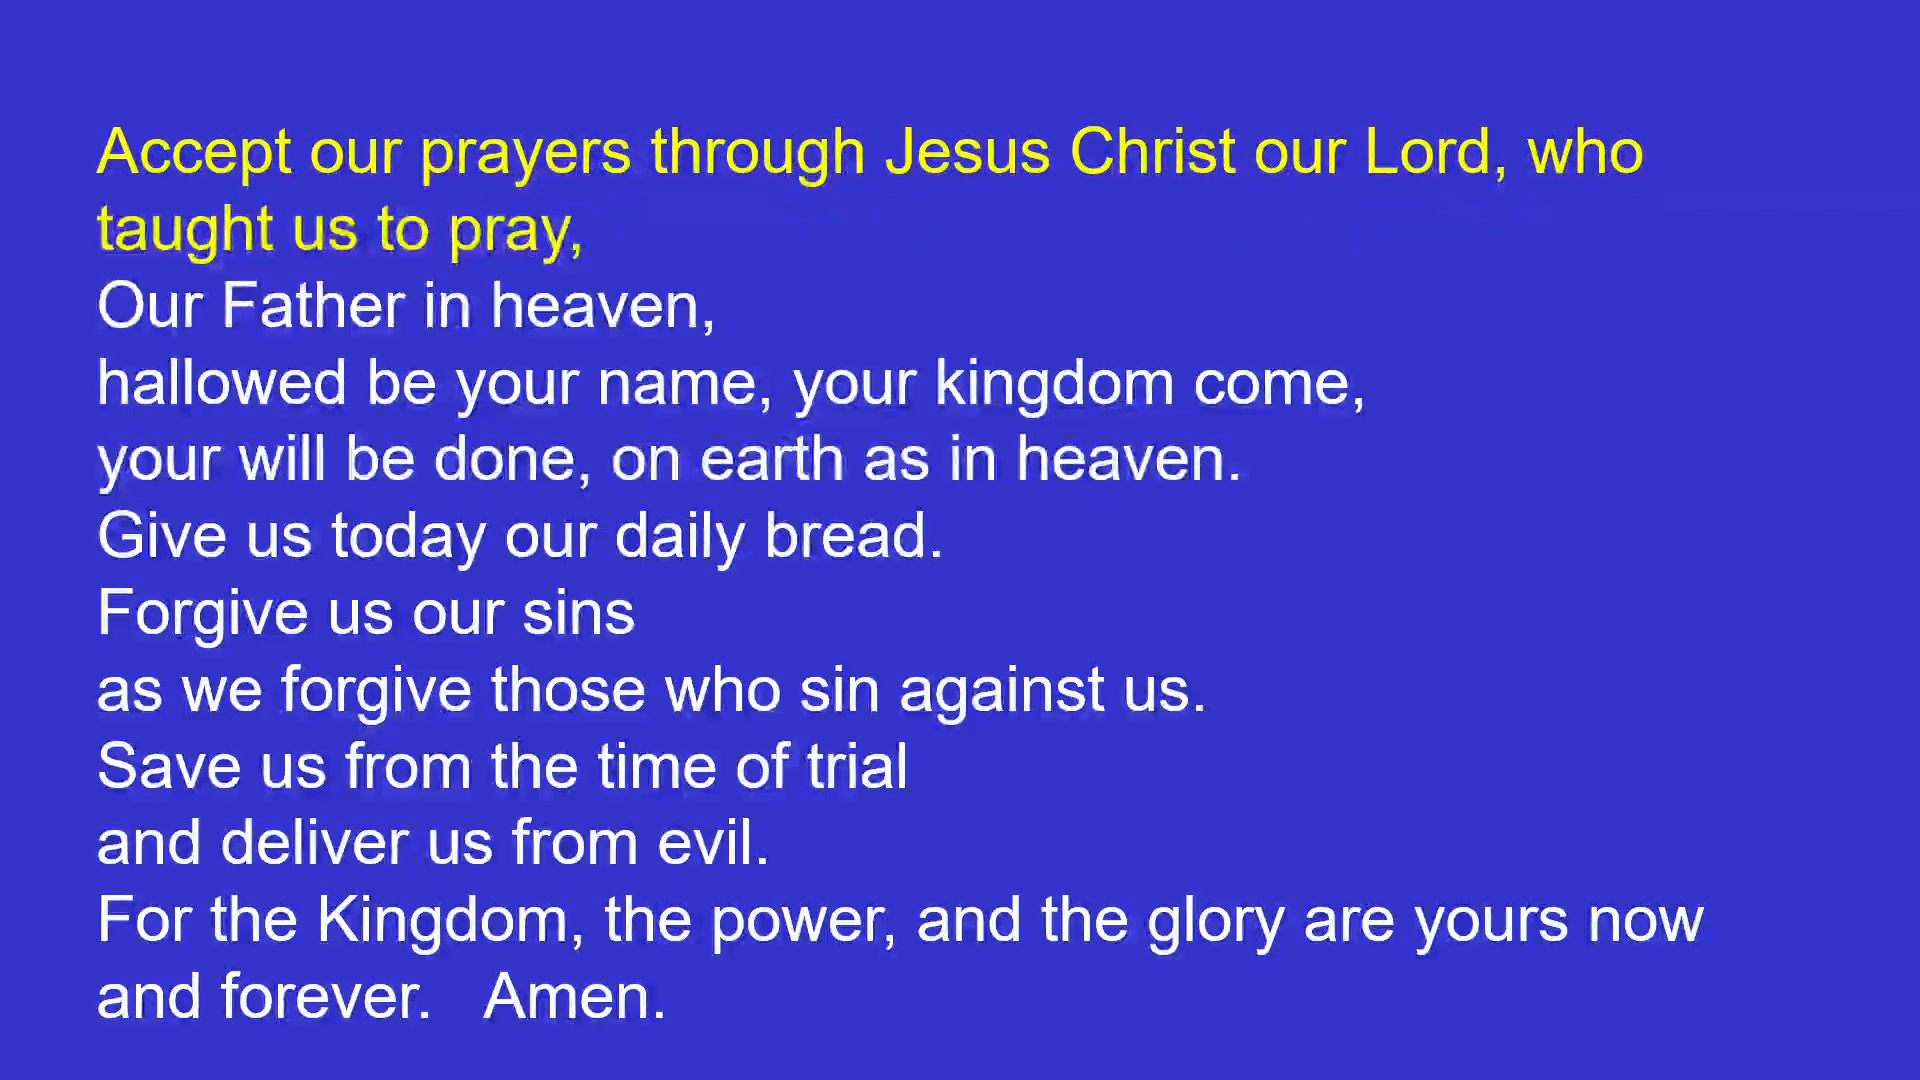 Accept our prayers through Jesus Christ our Lord, who
taught us to pray,
Our Father in heaven,
hallowed be your name, your kingdom come,
your will be done, on earth as in heaven.
Give us today our daily bread.
Forgive us our sins
as we forgive those who sin against us.
Save us from the time of trial
and deliver us from evil.
For the Kingdom, the power, and the glory are yours now
and forever.   Amen.